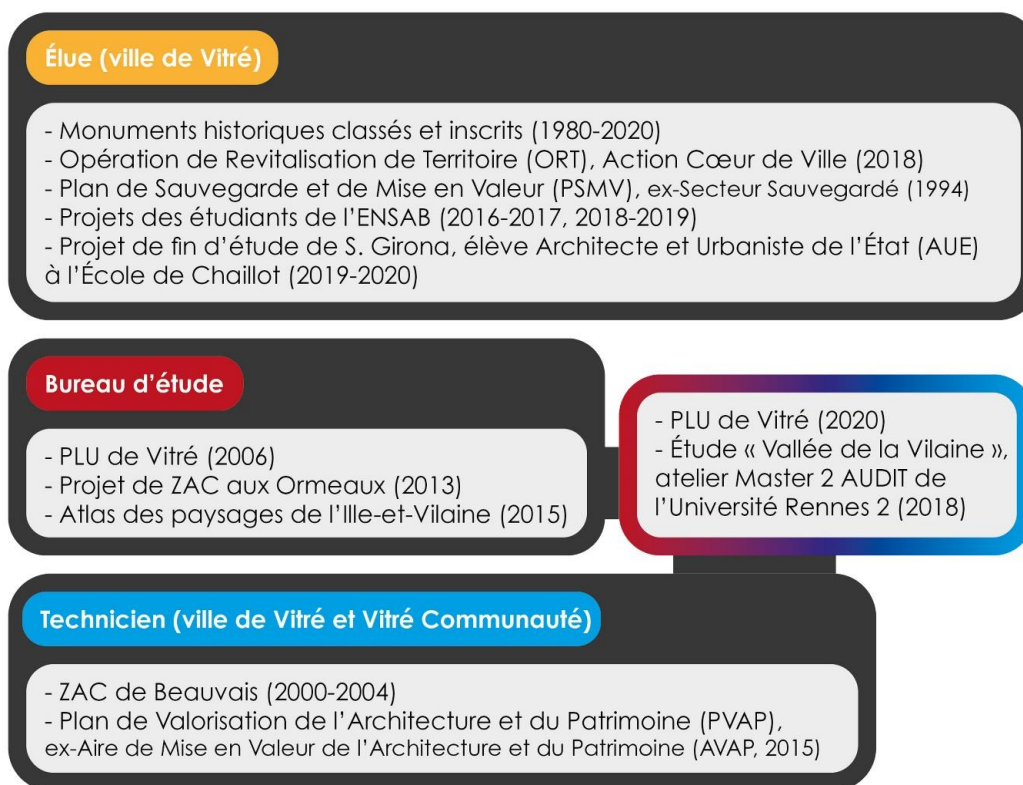 Élue (ville de Vitré)
- Monuments historiques classés et inscrits (1980-2020)
- Opération de Revitalisation de Territoire (ORT), Action Cœur de Ville (2018)
- Plan de Sauvegarde et de Mise en Valeur (PSMV), ex-Secteur Sauvegardé (1994)
- Projets des étudiants de l’ENSAB (2016-2017, 2018-2019)
- Projet de fin d’étude de S. Girona, élève Architecte et Urbaniste de l’État (AUE)
à l’École de Chaillot (2019-2020)
Bureau d’étude
- PLU de Vitré (2006)
- Projet de ZAC aux Ormeaux (2013)
- Atlas des paysages de l’Ille-et-Vilaine (2015)
- PLU de Vitré (2020)
- Étude « Vallée de la Vilaine »,
atelier Master 2 AUDIT de
l’Université Rennes 2 (2018)
Technicien (ville de Vitré et Vitré Communauté)
- ZAC de Beauvais (2000-2004)
- Plan de Valorisation de l’Architecture et du Patrimoine (PVAP),
ex-Aire de Mise en Valeur de l’Architecture et du Patrimoine (AVAP, 2015)